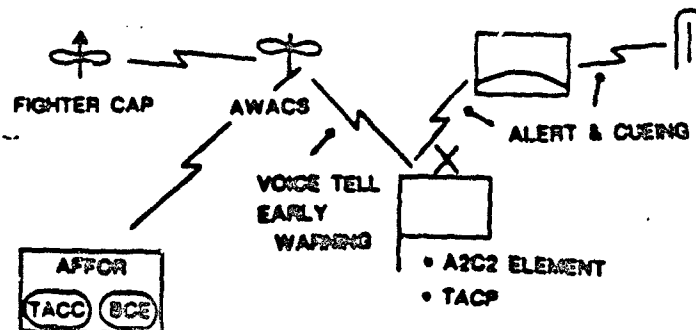 FIGHTER CAP
AWACS
ALERT & CUEING
VOICE TELL
EARLY
WARNING
AFFOR
TACC BCE
• A2C2 ELEMENT
• TACP